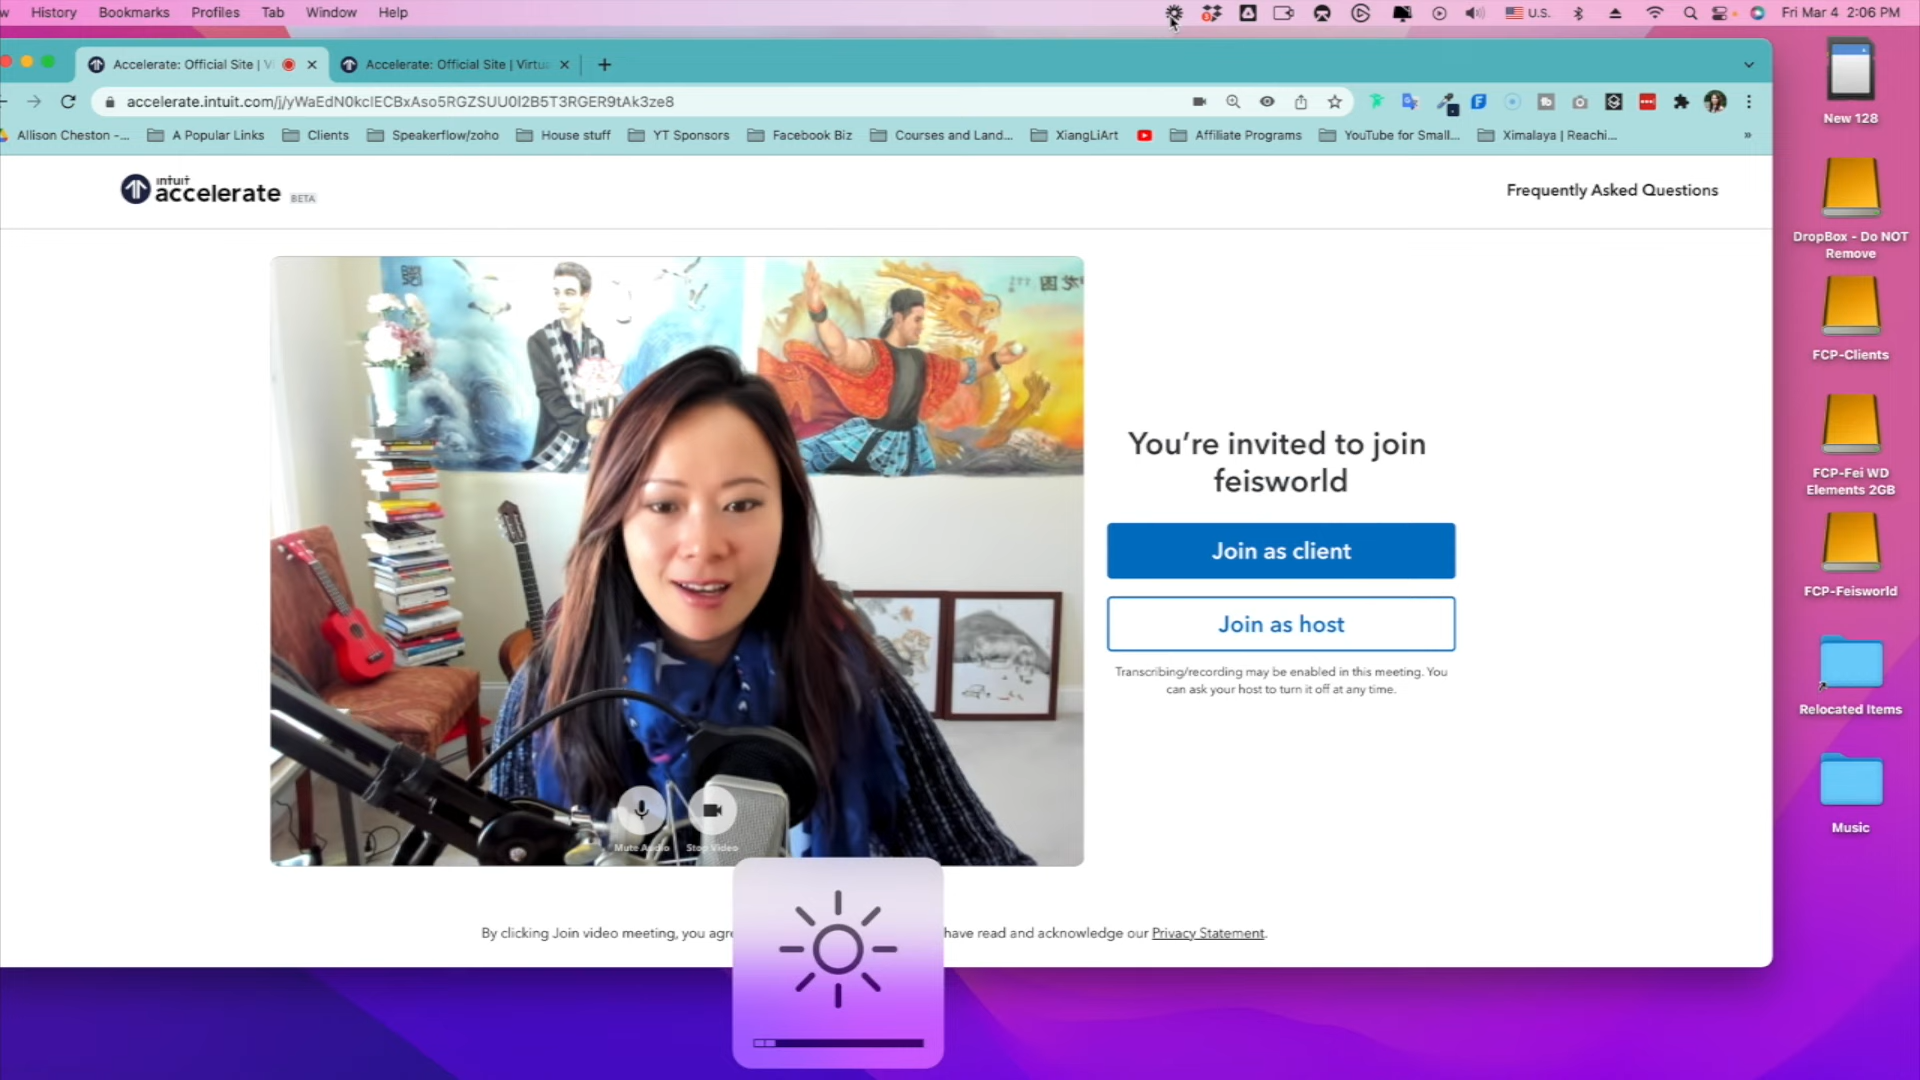 History Bookmarks Profiles Tab Window Help
U.S. Fri Mar 4 2:06 PM
Accelerate: Official Site | V
Accelerate: Official Site | Virtu
accelerate.intuit.com/j/yWaEdN0kcIECBxAso5RGZSUU0I2B5T3RGER9tAk3ze8
Allison Cheston -... A Popular Links Clients Speakerflow/zoho House stuff YT Sponsors Facebook Biz Courses and Land... XiangLiArt Affiliate Programs YouTube for Small... Ximalaya | Reachi... »
intuit
accelerate BETA
Frequently Asked Questions
You're invited to join
feisworld
Join as client
Join as host
Transcribing/recording may be enabled in this meeting. You
can ask your host to turn it off at any time.
Mute Audio Stop Video
By clicking Join video meeting, you agre have read and acknowledge our Privacy Statement.
New 128
DropBox - Do NOT
Remove
FCP-Clients
FCP-Fei WD
Elements 2GB
FCP-Feisworld
Relocated Items
Music